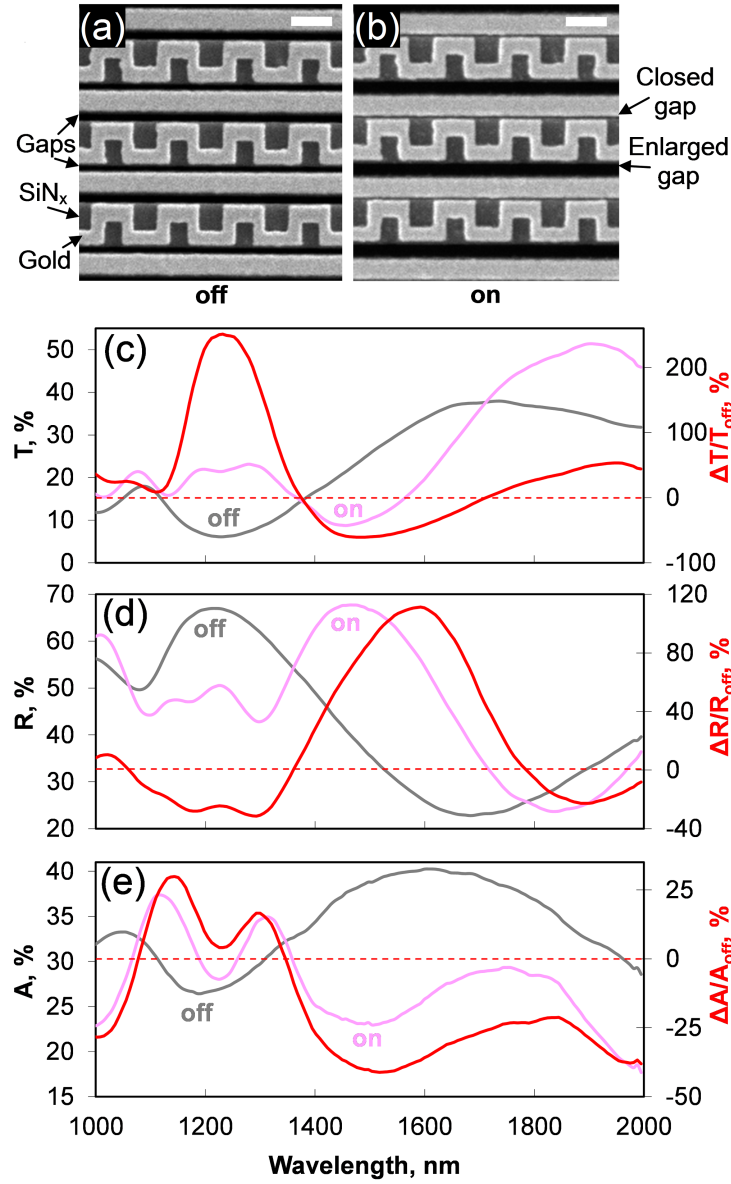 (a)
(b)
Gaps
SiNx
Gold
Closed
gap
Enlarged
gap
off
on
(c)
50
40
30
20
10
0
T, %
off
on
200
100
0
-100
ΔT/Toff, %
(d)
70
60
50
40
30
20
R, %
off
on
120
80
40
0
-40
ΔR/Roff, %
(e)
40
35
30
25
20
15
A, %
off
on
25
0
-25
-50
ΔA/Aoff, %
1000 1200 1400 1600 1800 2000
Wavelength, nm